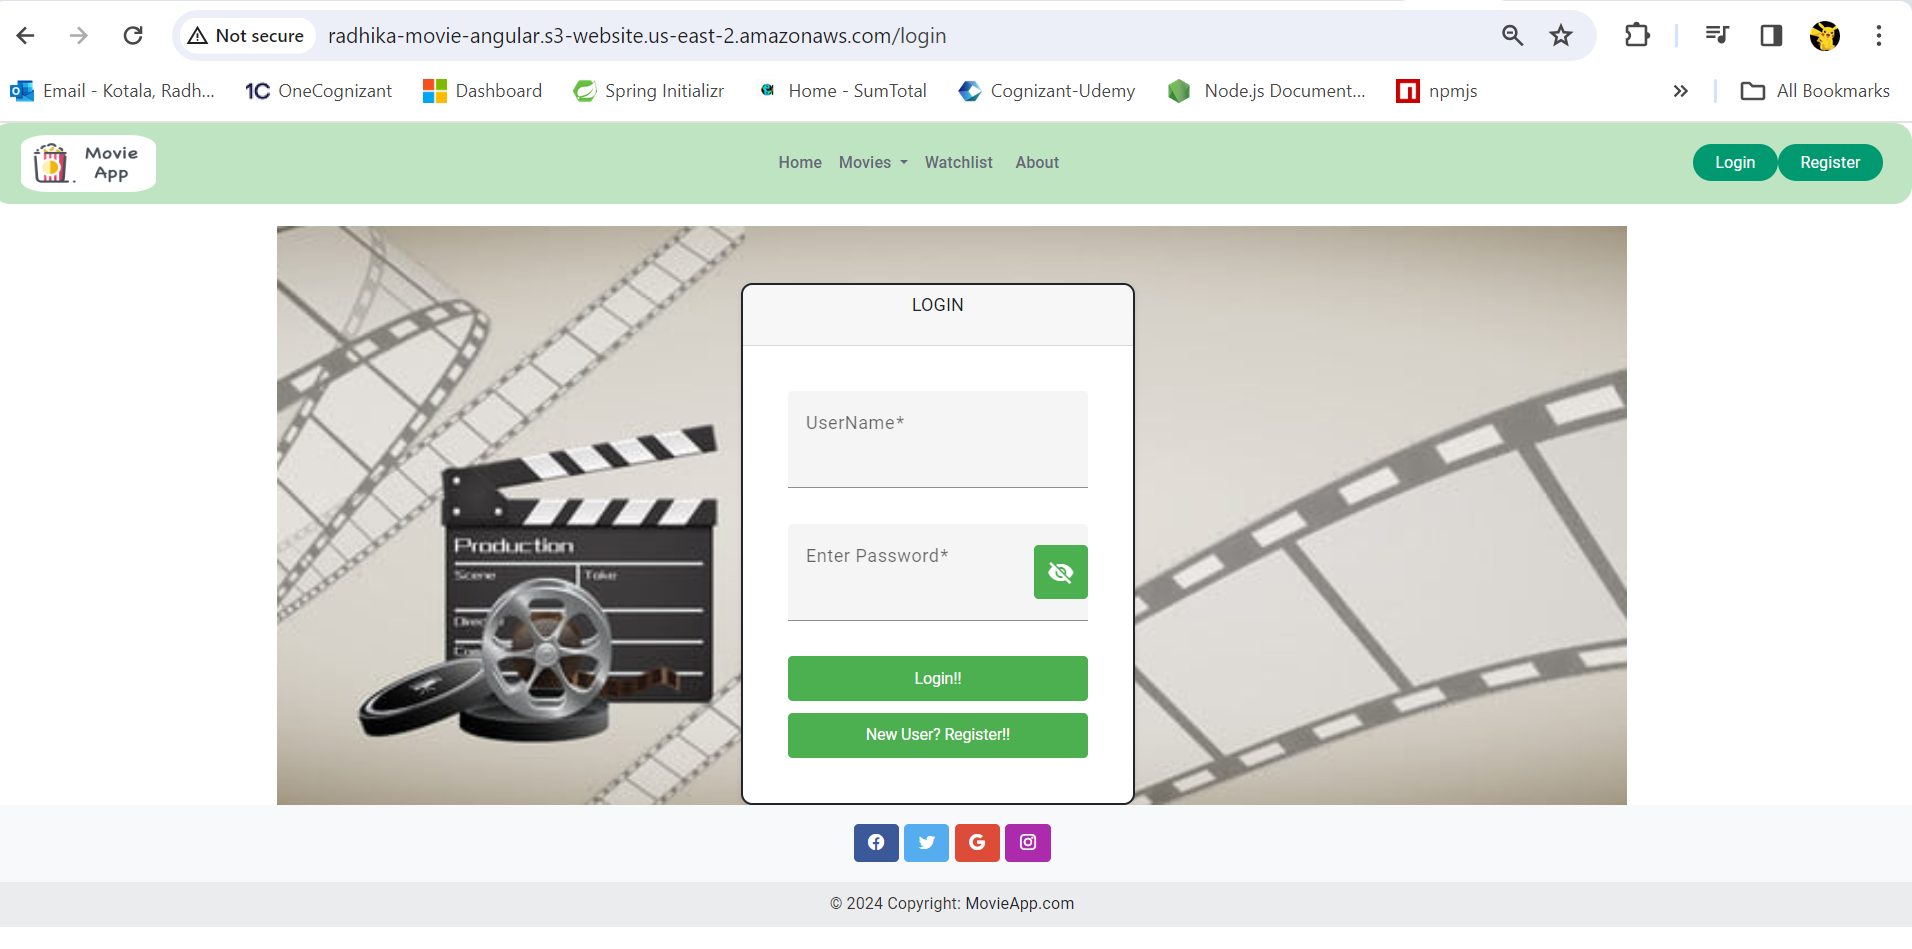 Not secure radhika-movie-angular.s3-website.us-east-2.amazonaws.com/login
Email - Kotala, Radh... OneCognizant Dashboard Spring Initializr Home - SumTotal Cognizant-Udemy Node.js Document... npmjs » All Bookmarks
Movie
App
Home Movies Watchlist About
Login Register
LOGIN
UserName*
Production
Enter Password*
Scene Take
Login!!
New User? Register!!
© 2024 Copyright: MovieApp.com